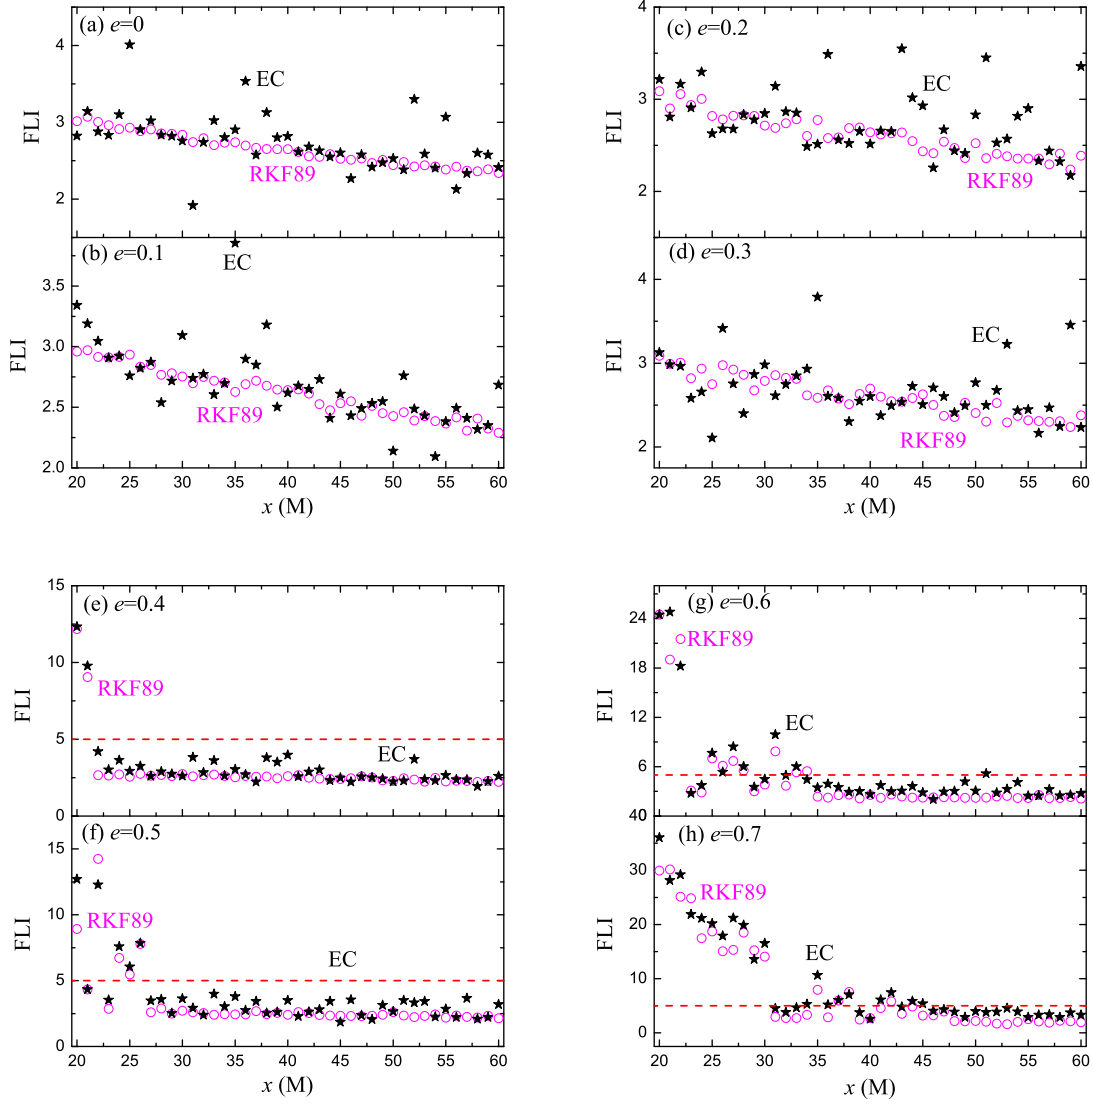 (a) e=0
4
3
2
FLI
EC
RKF89
(b) e=0.1
3.5
3.0
2.5
2.0
FLI
EC
RKF89
20 25 30 35 40 45 50 55 60
x (M)
(c) e=0.2
4
3
2
FLI
EC
RKF89
(d) e=0.3
4
3
2
FLI
EC
RKF89
20 25 30 35 40 45 50 55 60
x (M)
(e) e=0.4
15
10
5
0
FLI
RKF89
EC
(f) e=0.5
15
10
5
0
FLI
RKF89
EC
20 25 30 35 40 45 50 55 60
x (M)
(g) e=0.6
24
18
12
6
FLI
RKF89
EC
(h) e=0.7
40
30
20
10
0
FLI
RKF89
EC
20 25 30 35 40 45 50 55 60
x (M)